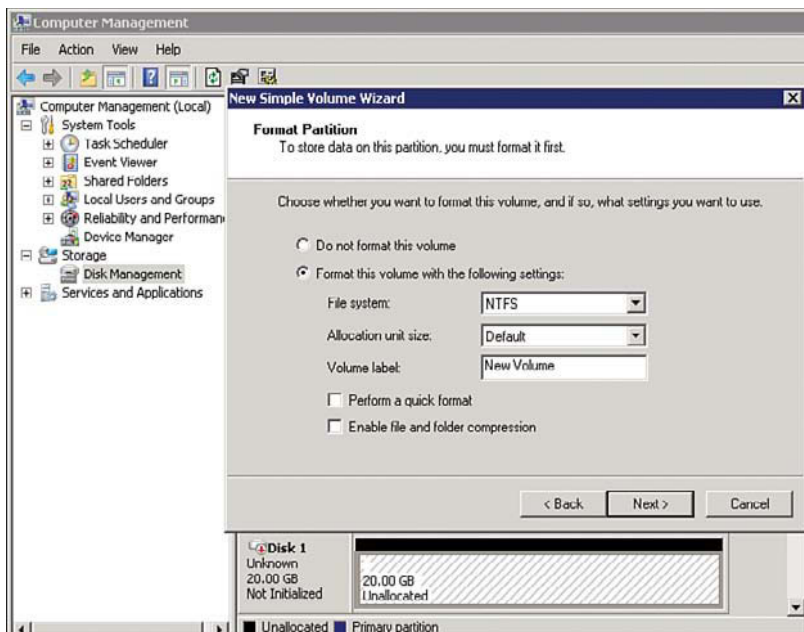 Computer Management
File Action View Help
Computer Management (Local)
System Tools
Task Scheduler
Event Viewer
Shared Folders
Local Users and Groups
Reliability and Performan
Device Manager
Storage
Disk Management
Services and Applications
New Simple Volume Wizard
Format Partition
To store data on this partition, you must format it first.
Choose whether you want to format this volume, and if so, what settings you want to use.
Do not format this volume
Format this volume with the following settings:
File system: NTFS
Allocation unit size: Default
Volume label: New Volume
Perform a quick format
Enable file and folder compression
< Back Next > Cancel
Disk 1
Unknown
20.00 GB
Not Initialized
20.00 GB
Unallocated
Unallocated Primary partition